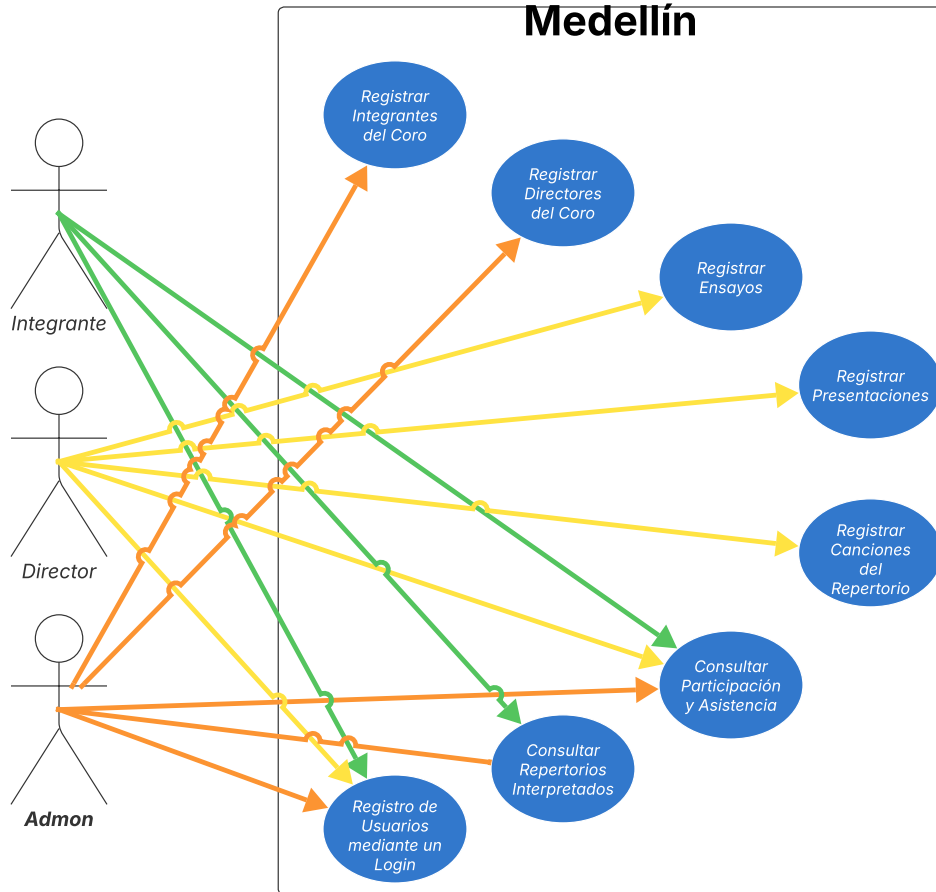 Medellín
Registrar
Integrantes
del Coro
Registrar
Directores
del Coro
Registrar
Ensayos
Integrante
Registrar
Presentaciones
Registrar
Canciones
del
Repertorio
Director
Consultar
Participación
y Asistencia
Consultar
Repertorios
Interpretados
Admon
Registro de
Usuarios
mediante un
Login